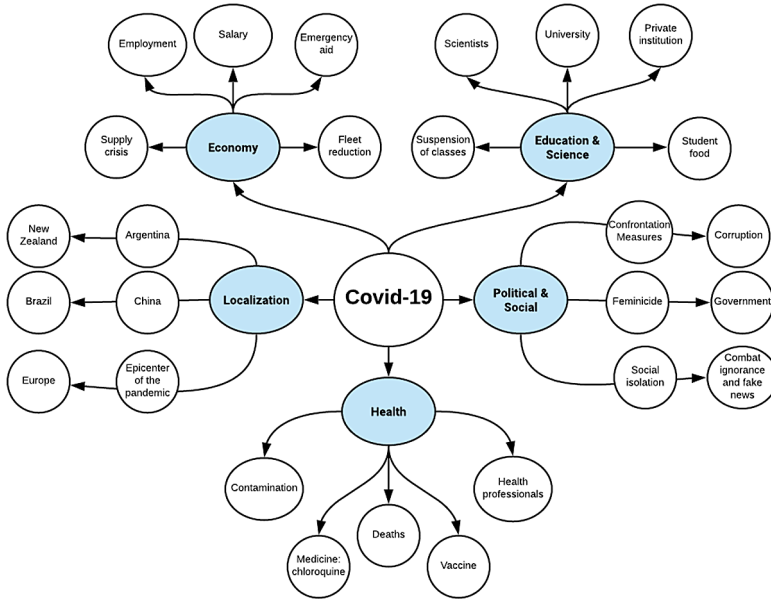 Employment
Salary
Emergency
aid
Scientists
University
Private
institution
Supply
crisis
Economy
Fleet
reduction
Suspension
of classes
Education &
Science
Student
food
New
Zealand
Argentina
Confrontation
Measures
Corruption
Brazil
China
Localization
Covid-19
Political &
Social
Feminicide
Government
Europe
Epicenter
of the
pandemic
Social
isolation
Combat
ignorance
and fake
news
Health
Contamination
Health
professionals
Medicine:
chloroquine
Deaths
Vaccine